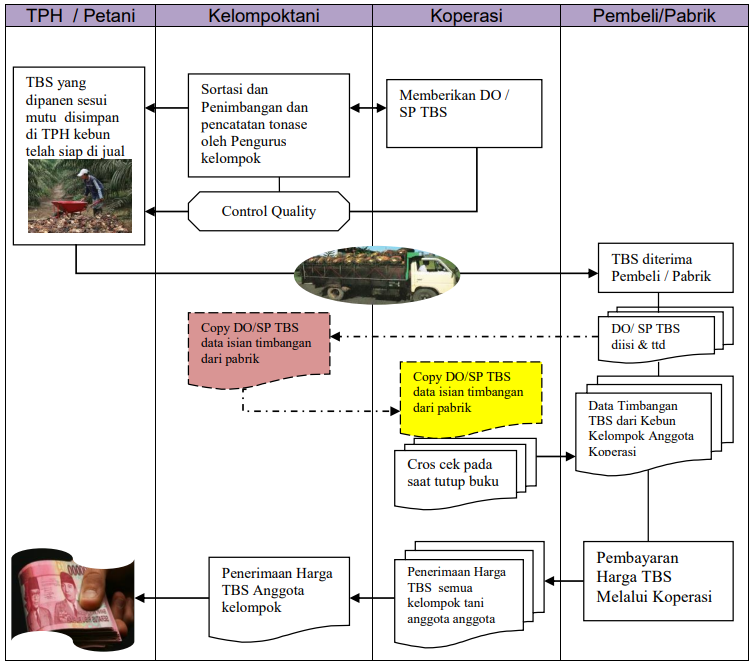 TPH / Petani
Kelompoktani
Koperasi
Pembeli/Pabrik
TBS yang
dipanen sesui
mutu disimpan
di TPH kebun
telah siap di jual
Sortasi dan
Penimbangan dan
pencatatan tonase
oleh Pengurus
kelompok
Memberikan DO /
SP TBS
Control Quality
TBS diterima
Pembeli / Pabrik
DO/ SP TBS
diisi & ttd
Copy DO/SP TBS
data isian timbangan
dari pabrik
Copy DO/SP TBS
data isian timbangan
dari pabrik
Data Timbangan
TBS dari Kebun
Kelompok Anggota
Koperasi
Cros cek pada
saat tutup buku
Pembayaran
Harga TBS
Melalui Koperasi
Penerimaan Harga
TBS semua
kelompok tani
anggota anggota
Penerimaan Harga
TBS Anggota
kelompok